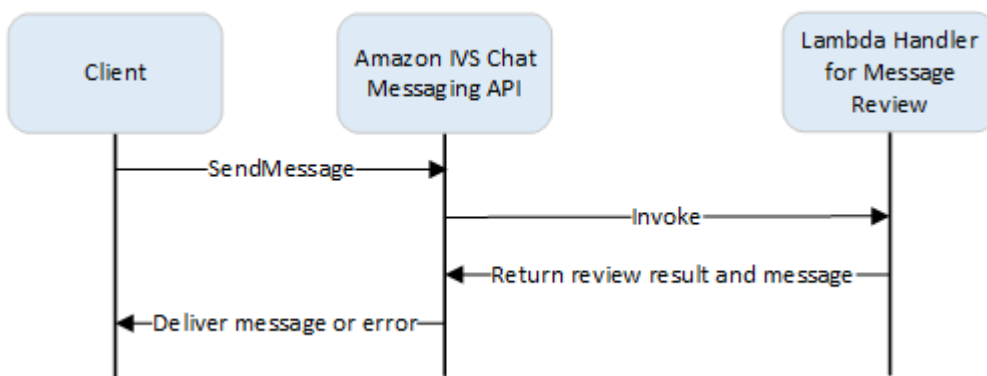 Client
Amazon IVS Chat
Messaging API
Lambda Handler
for Message
Review
SendMessage
Invoke
Return review result and message
Deliver message or error